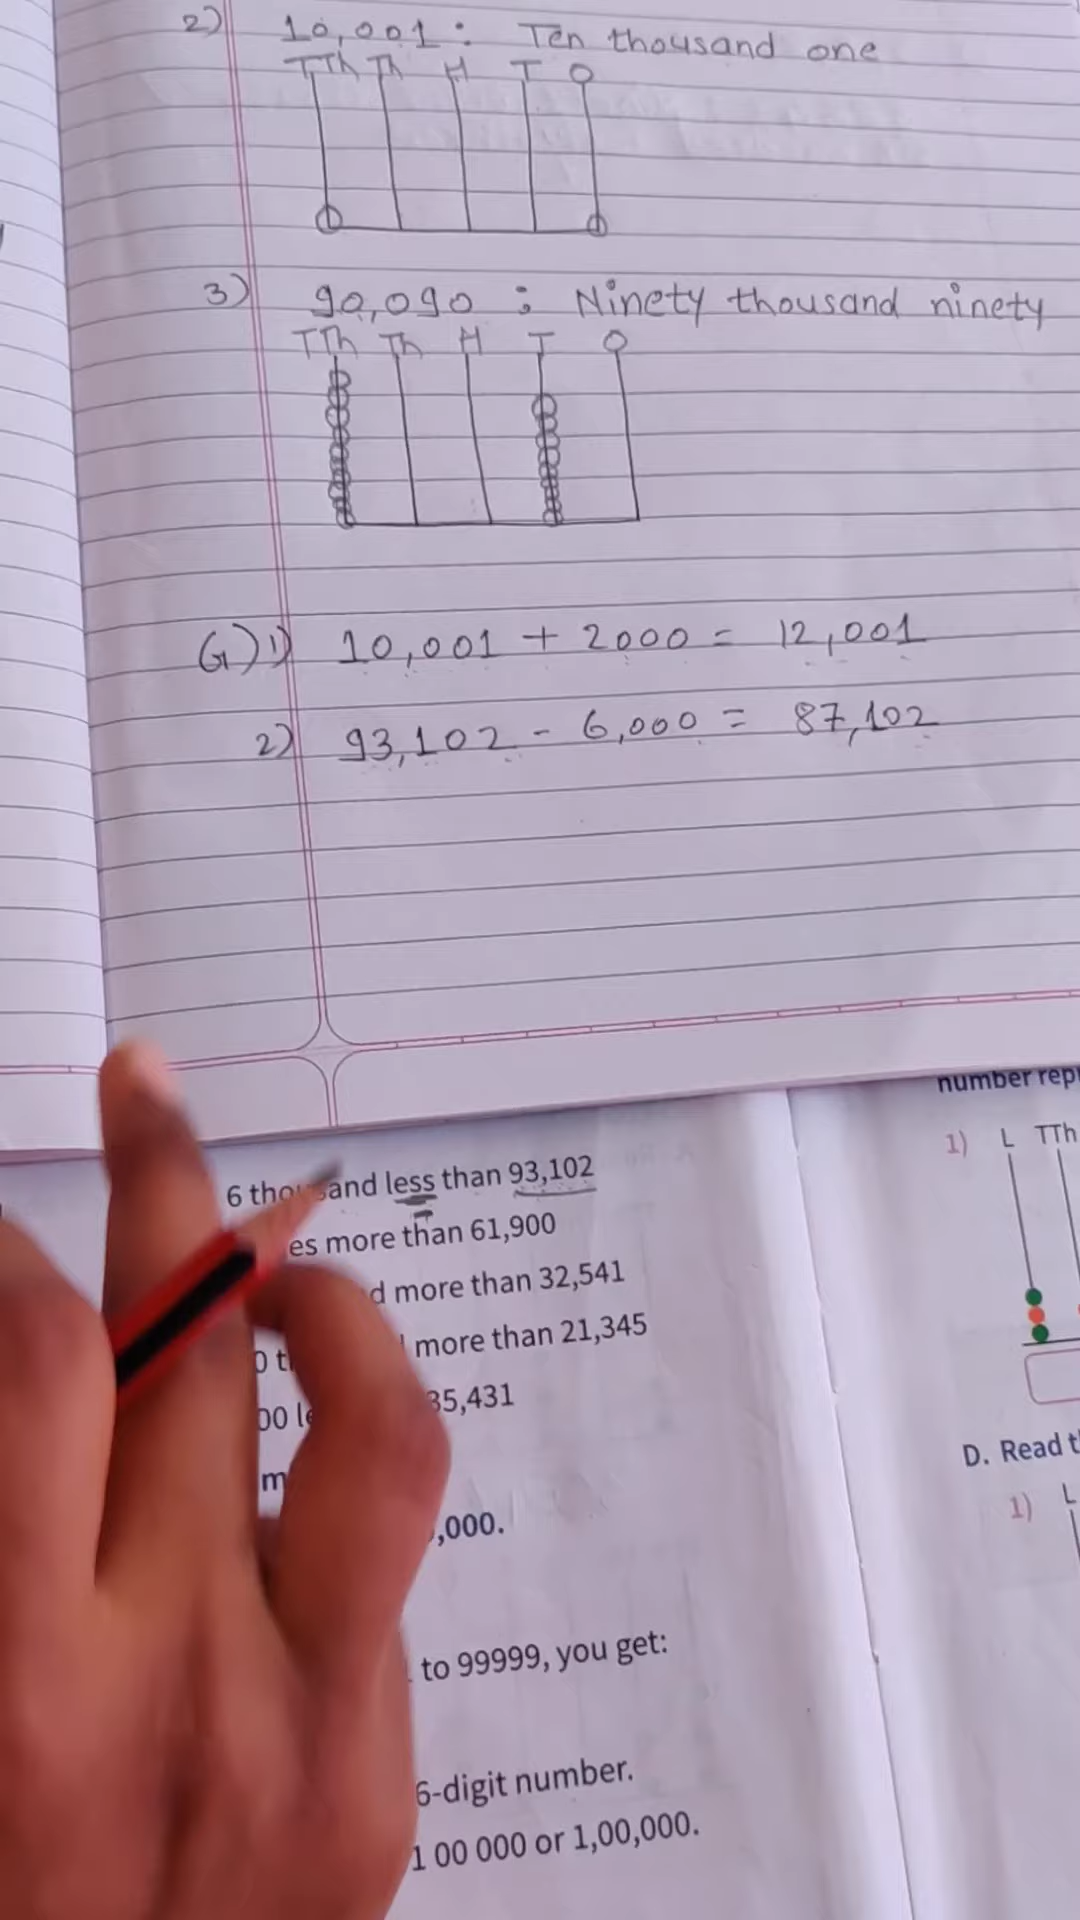 2) 10,001 : Ten thousand one
TTh Th H T O
3) 90,090 : Ninety thousand ninety
TTh Th H T O
G) 1) 10,001 + 2000 = 12,001
2) 93,102 - 6,000 = 87,102
6 thousand less than 93,102
es more than 61,900
d more than 32,541
more than 21,345
35,431
,000.
to 99999, you get:
6-digit number.
1 00 000 or 1,00,000.
number rep
1) L TTh
D. Read t
1) L